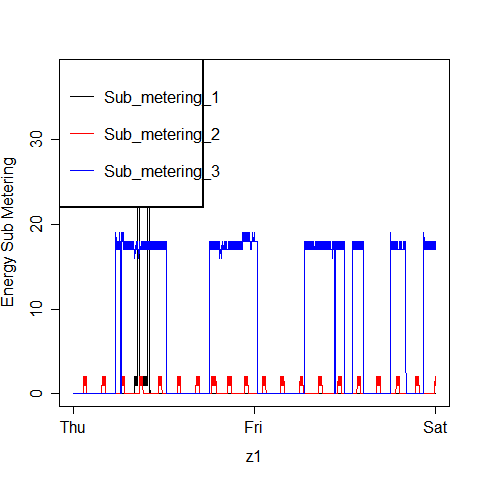 Sub_metering_1
Sub_metering_2
Sub_metering_3
Energy Sub Metering
30
20
10
0
Thu Fri Sat
z1